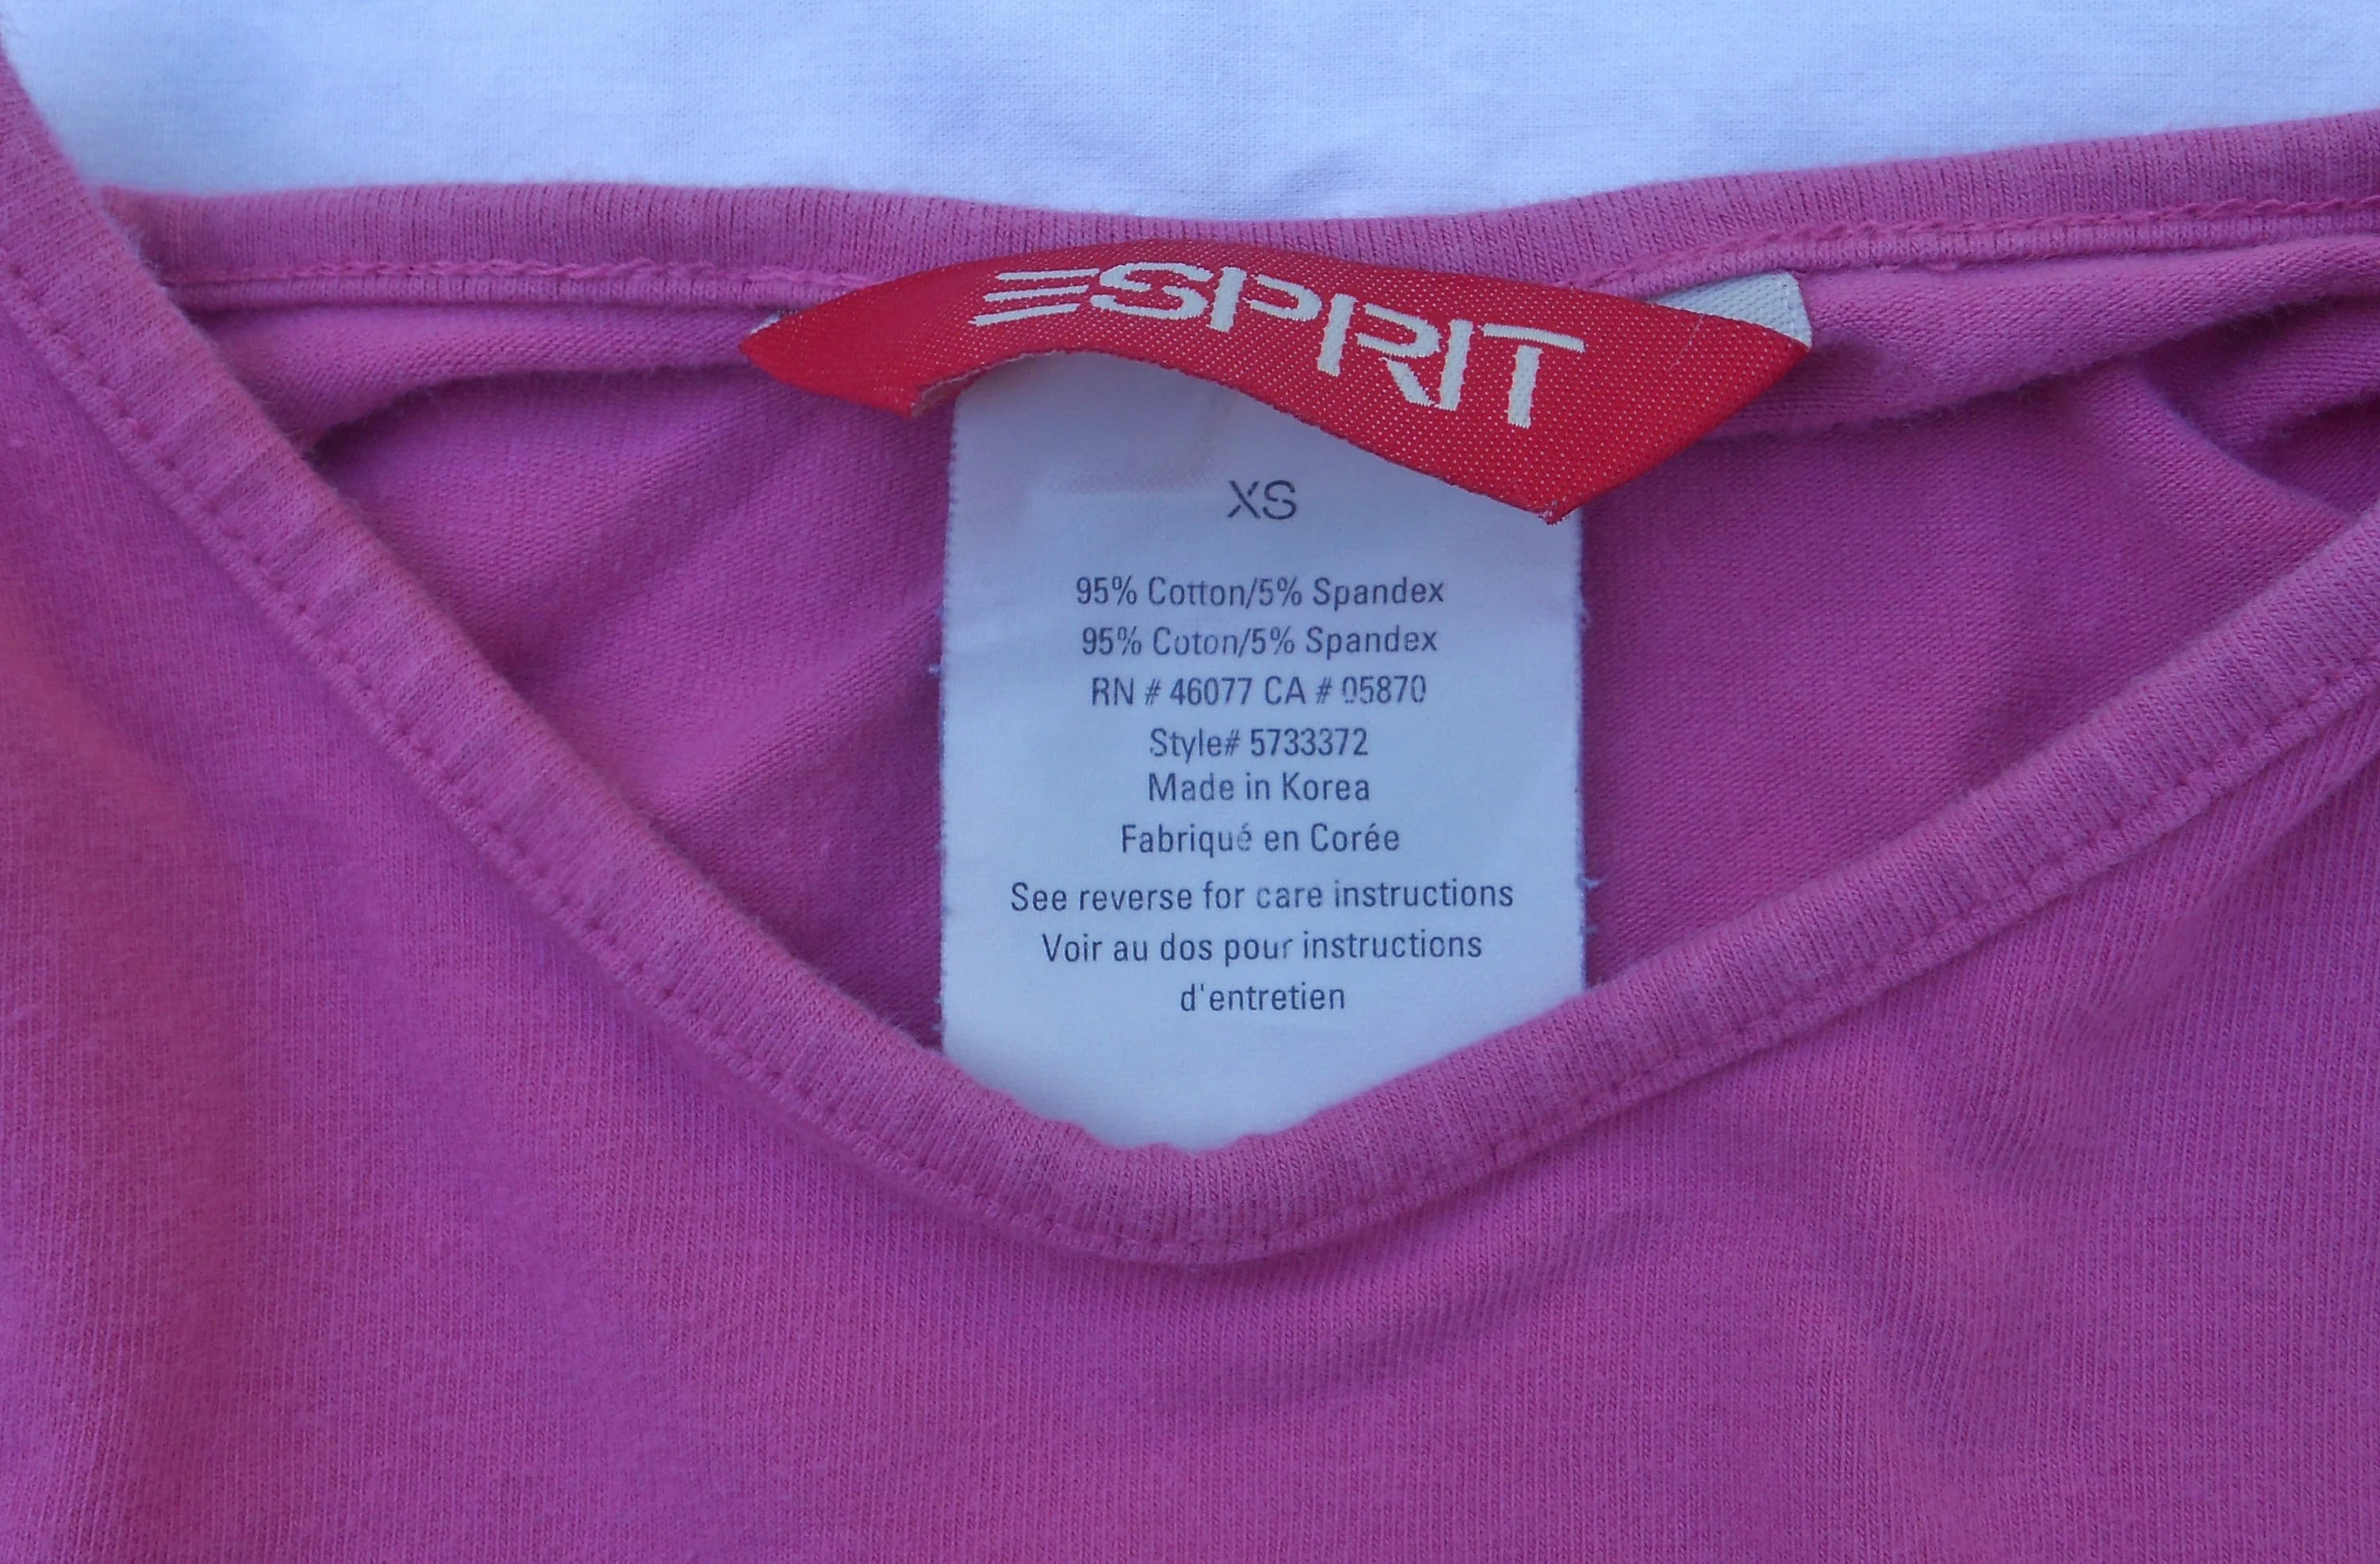 ESPRIT
XS
95% Cotton/5% Spandex
95% Coton/5% Spandex
RN # 46077 CA # 05870
Style# 5733372
Made in Korea
Fabriqué en Corée
See reverse for care instructions
Voir au dos pour instructions
d'entretien